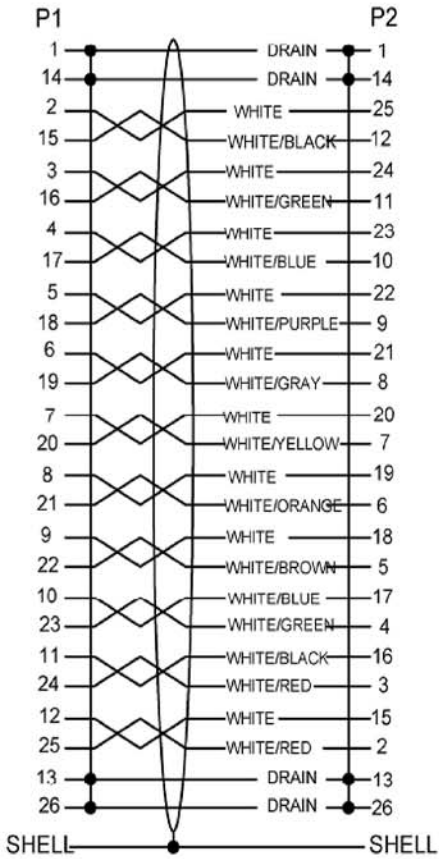 P1 P2
1 DRAIN 1
14 DRAIN 14
2 WHITE 25
15 WHITE/BLACK 12
3 WHITE 24
16 WHITE/GREEN 11
4 WHITE 23
17 WHITE/BLUE 10
5 WHITE 22
18 WHITE/PURPLE 9
6 WHITE 21
19 WHITE/GRAY 8
7 WHITE 20
20 WHITE/YELLOW 7
8 WHITE 19
21 WHITE/ORANGE 6
9 WHITE 18
22 WHITE/BROWN 5
10 WHITE/BLUE 17
23 WHITE/GREEN 4
11 WHITE/BLACK 16
24 WHITE/RED 3
12 WHITE 15
25 WHITE/RED 2
13 DRAIN 13
26 DRAIN 26
SHELL SHELL